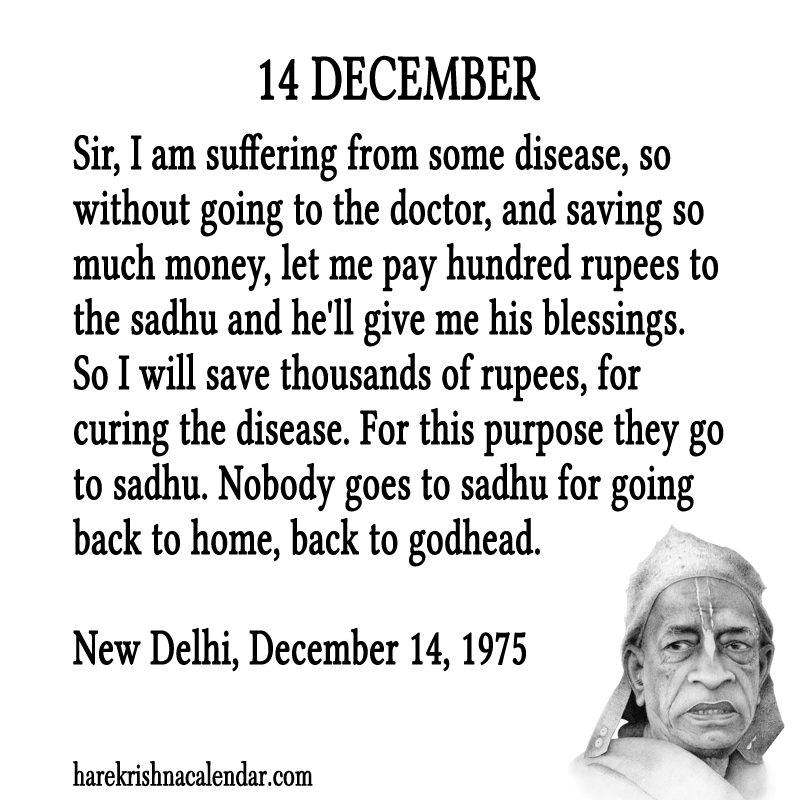 14 DECEMBER
Sir, I am suffering from some disease, so
without going to the doctor, and saving so
much money, let me pay hundred rupees to
the sadhu and he'll give me his blessings.
So I will save thousands of rupees, for
curing the disease. For this purpose they go
to sadhu. Nobody goes to sadhu for going
back to home, back to godhead.
New Delhi, December 14, 1975
harekrishnacalendar.com